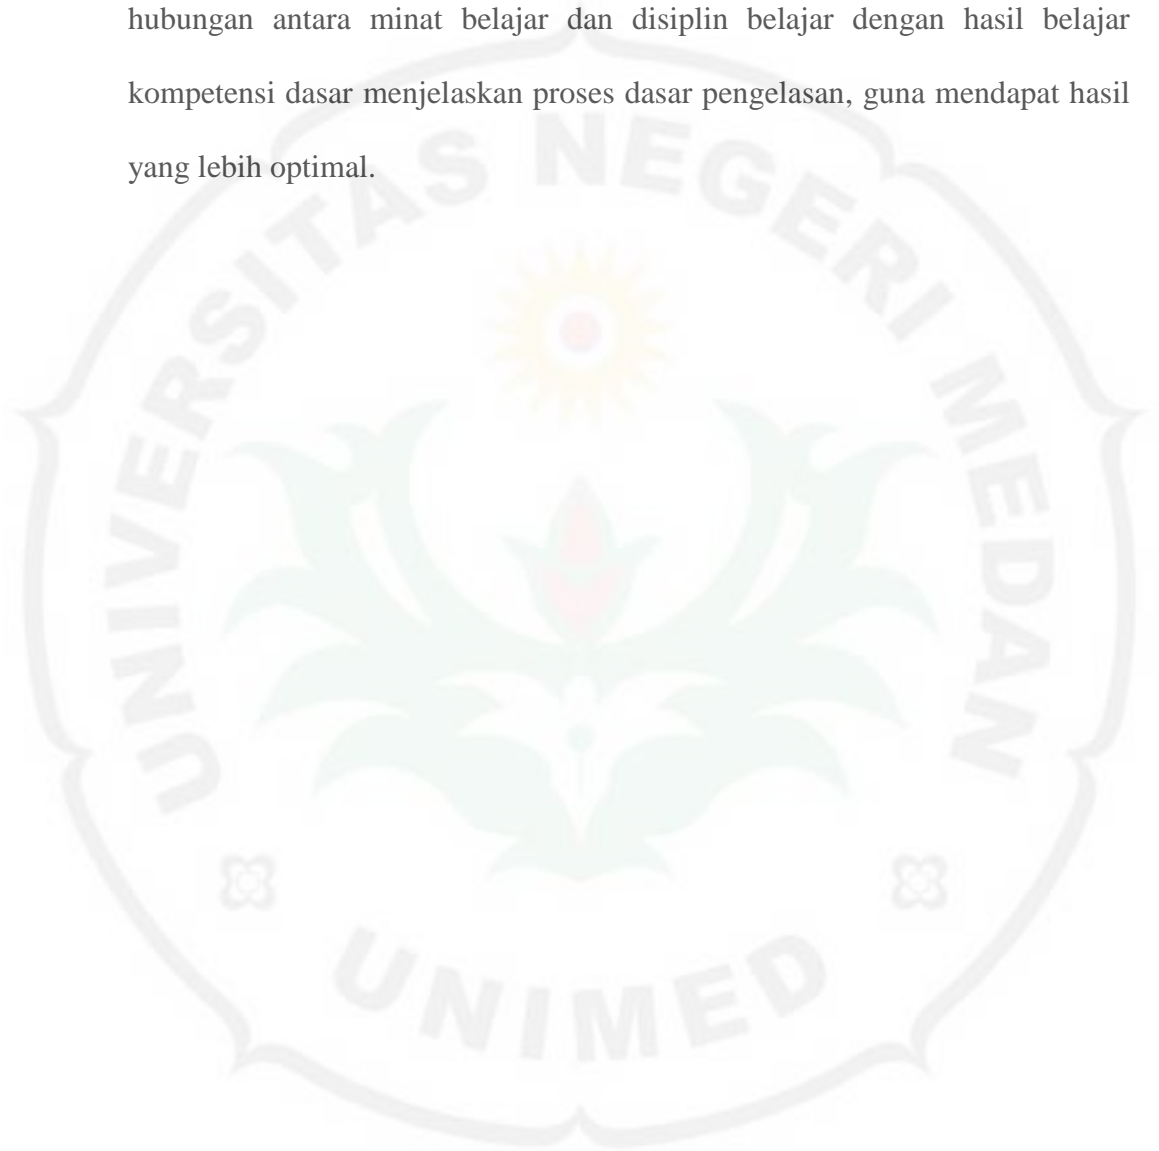 hubungan antara minat belajar dan disiplin belajar dengan hasil belajar
kompetensi dasar menjelaskan proses dasar pengelasan, guna mendapat hasil
yang lebih optimal.
UNIVERSITAS NEGERI MEDAN
UNIMED